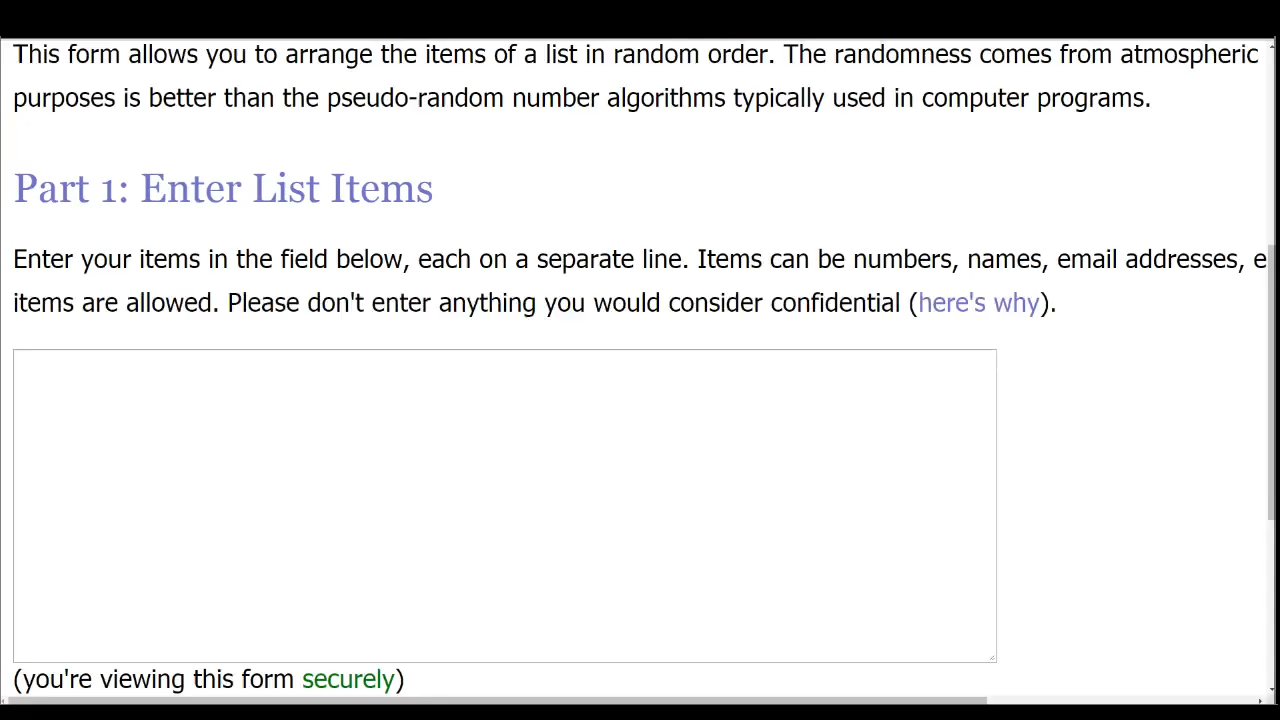 This form allows you to arrange the items of a list in random order. The randomness comes from atmospheric
purposes is better than the pseudo-random number algorithms typically used in computer programs.
Part 1: Enter List Items
Enter your items in the field below, each on a separate line. Items can be numbers, names, email addresses, e
items are allowed. Please don't enter anything you would consider confidential (here's why).
(you're viewing this form securely)